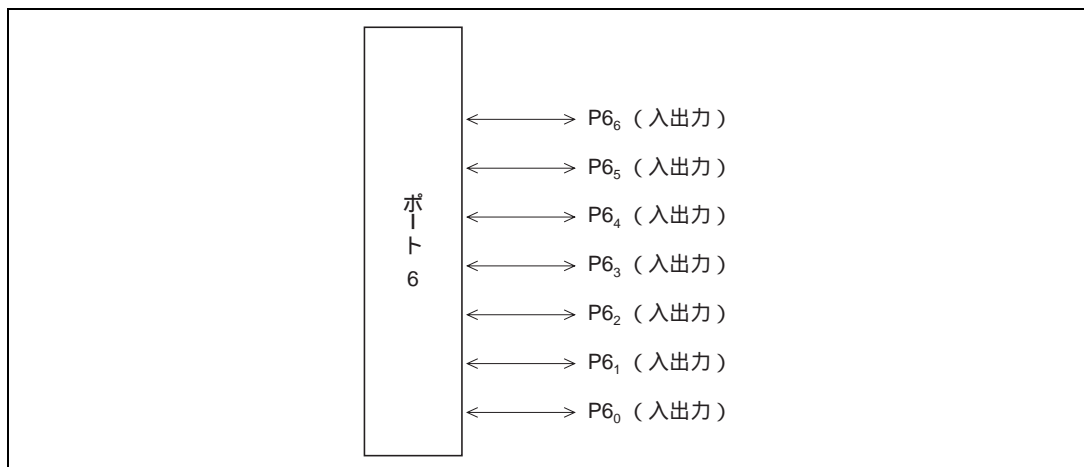 ポート6
P6₆ (入出力)
P6₅ (入出力)
P6₄ (入出力)
P6₃ (入出力)
P6₂ (入出力)
P6₁ (入出力)
P6₀ (入出力)